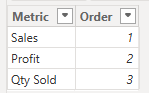 Metric Order
Sales 1
Profit 2
Qty Sold 3